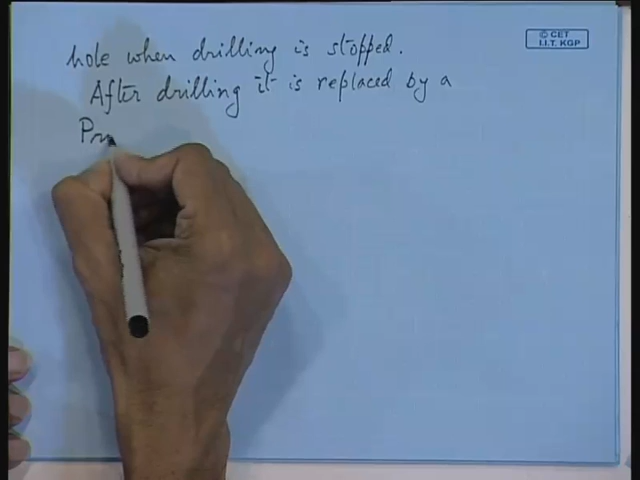 © CET
I.I.T. KGP
hole when drilling is stopped.
After drilling it is replaced by a